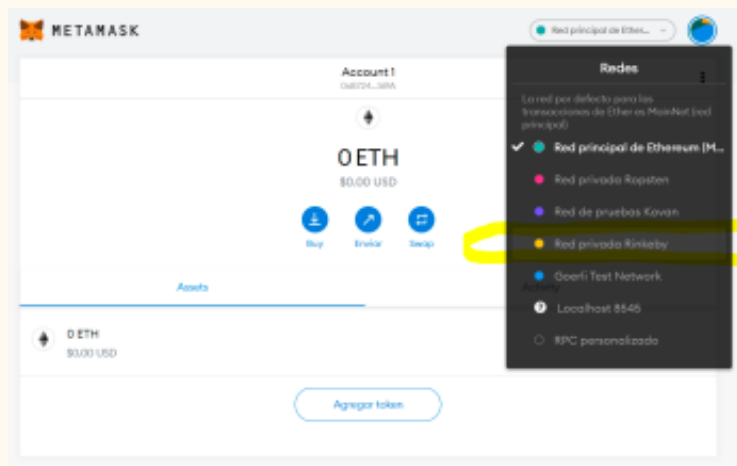 METAMASK
Red principal de Ether...
Account 1
0 ETH
$0.00 USD
Buy
Enviar
Swap
Assets
0 ETH
$0.00 USD
Agregar token
Redes
La red por defecto para las
transacciones de Ether es MainNet (red
principal)
Red principal de Ethereum (M...
Red privada Ropsten
Red de pruebas Kovan
Red privada Rinkeby
Goerli Test Network
Activity
Localhost 8545
RPC personalizado